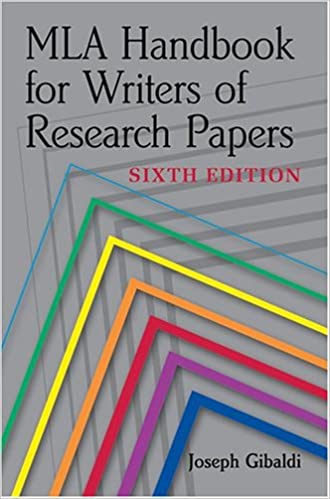 MLA Handbook
for Writers of
Research Papers
SIXTH EDITION
Joseph Gibaldi